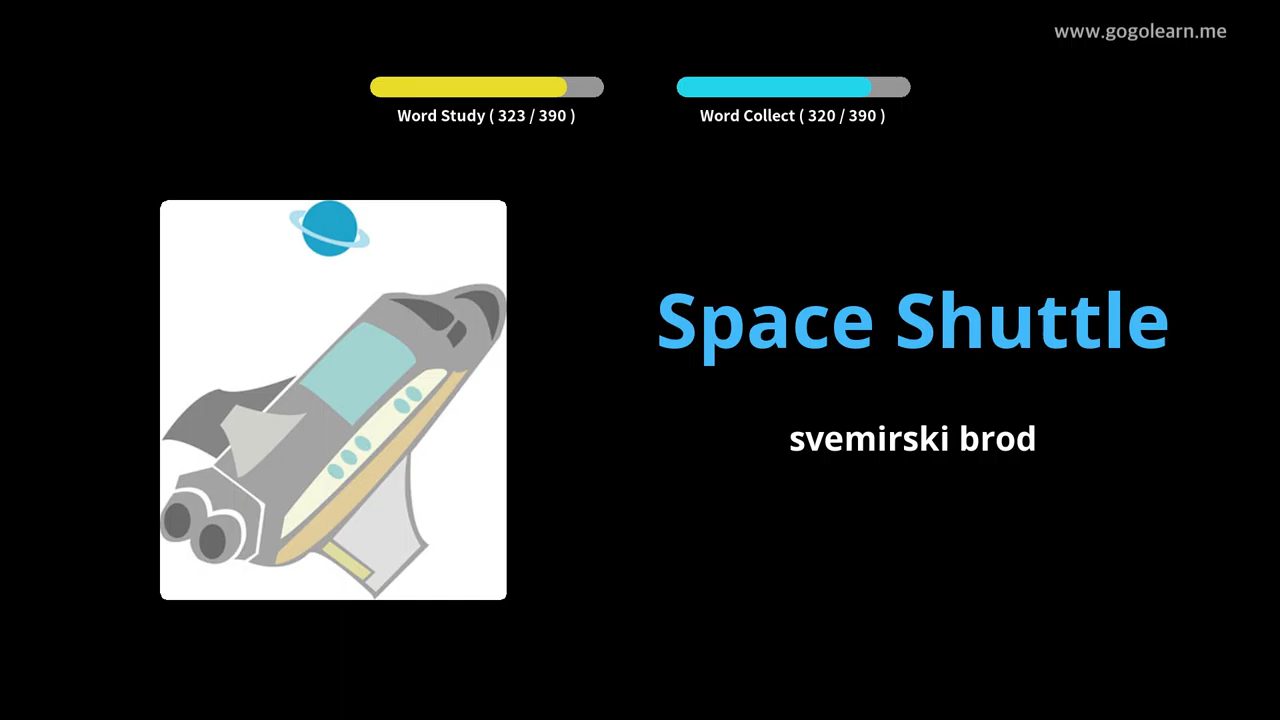 www.gogolearn.me
Word Study ( 323 / 390 )
Word Collect ( 320 / 390 )
Space Shuttle
svemirski brod